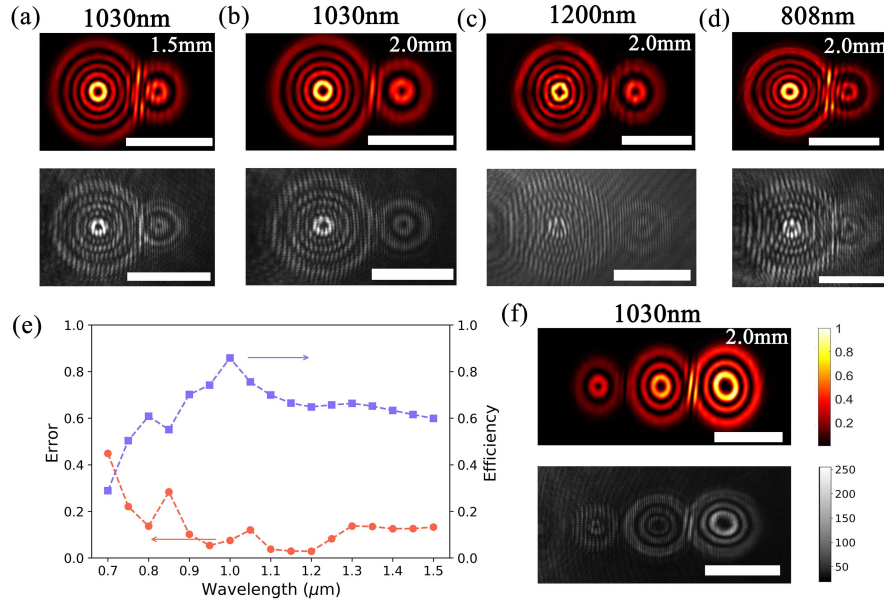 (a) 1030nm
1.5mm
(b) 1030nm
2.0mm
(c) 1200nm
2.0mm
(d) 808nm
2.0mm
(e)
Error
1.0
0.8
0.6
0.4
0.2
0.0
0.7 0.8 0.9 1.0 1.1 1.2 1.3 1.4 1.5
Wavelength (μm)
1.0
0.8
0.6
0.4
0.2
0.0
Efficiency
(f) 1030nm
2.0mm
1
0.8
0.6
0.4
0.2
250
200
150
100
50